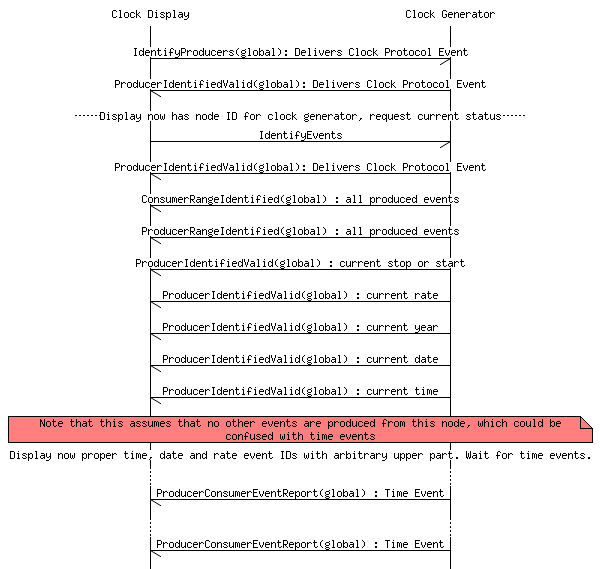 Clock Display Clock Generator
IdentifyProducers(global): Delivers Clock Protocol Event
ProducerIdentifiedValid(global): Delivers Clock Protocol Event
Display now has node ID for clock generator, request current status
IdentifyEvents
ProducerIdentifiedValid(global): Delivers Clock Protocol Event
ConsumerRangeIdentified(global) : all produced events
ProducerRangeIdentified(global) : all produced events
ProducerIdentifiedValid(global) : current stop or start
ProducerIdentifiedValid(global) : current rate
ProducerIdentifiedValid(global) : current year
ProducerIdentifiedValid(global) : current date
ProducerIdentifiedValid(global) : current time
Note that this assumes that no other events are produced from this node, which could be
confused with time events
Display now proper time, date and rate event IDs with arbitrary upper part. Wait for time events.
ProducerConsumerEventReport(global) : Time Event
ProducerConsumerEventReport(global) : Time Event